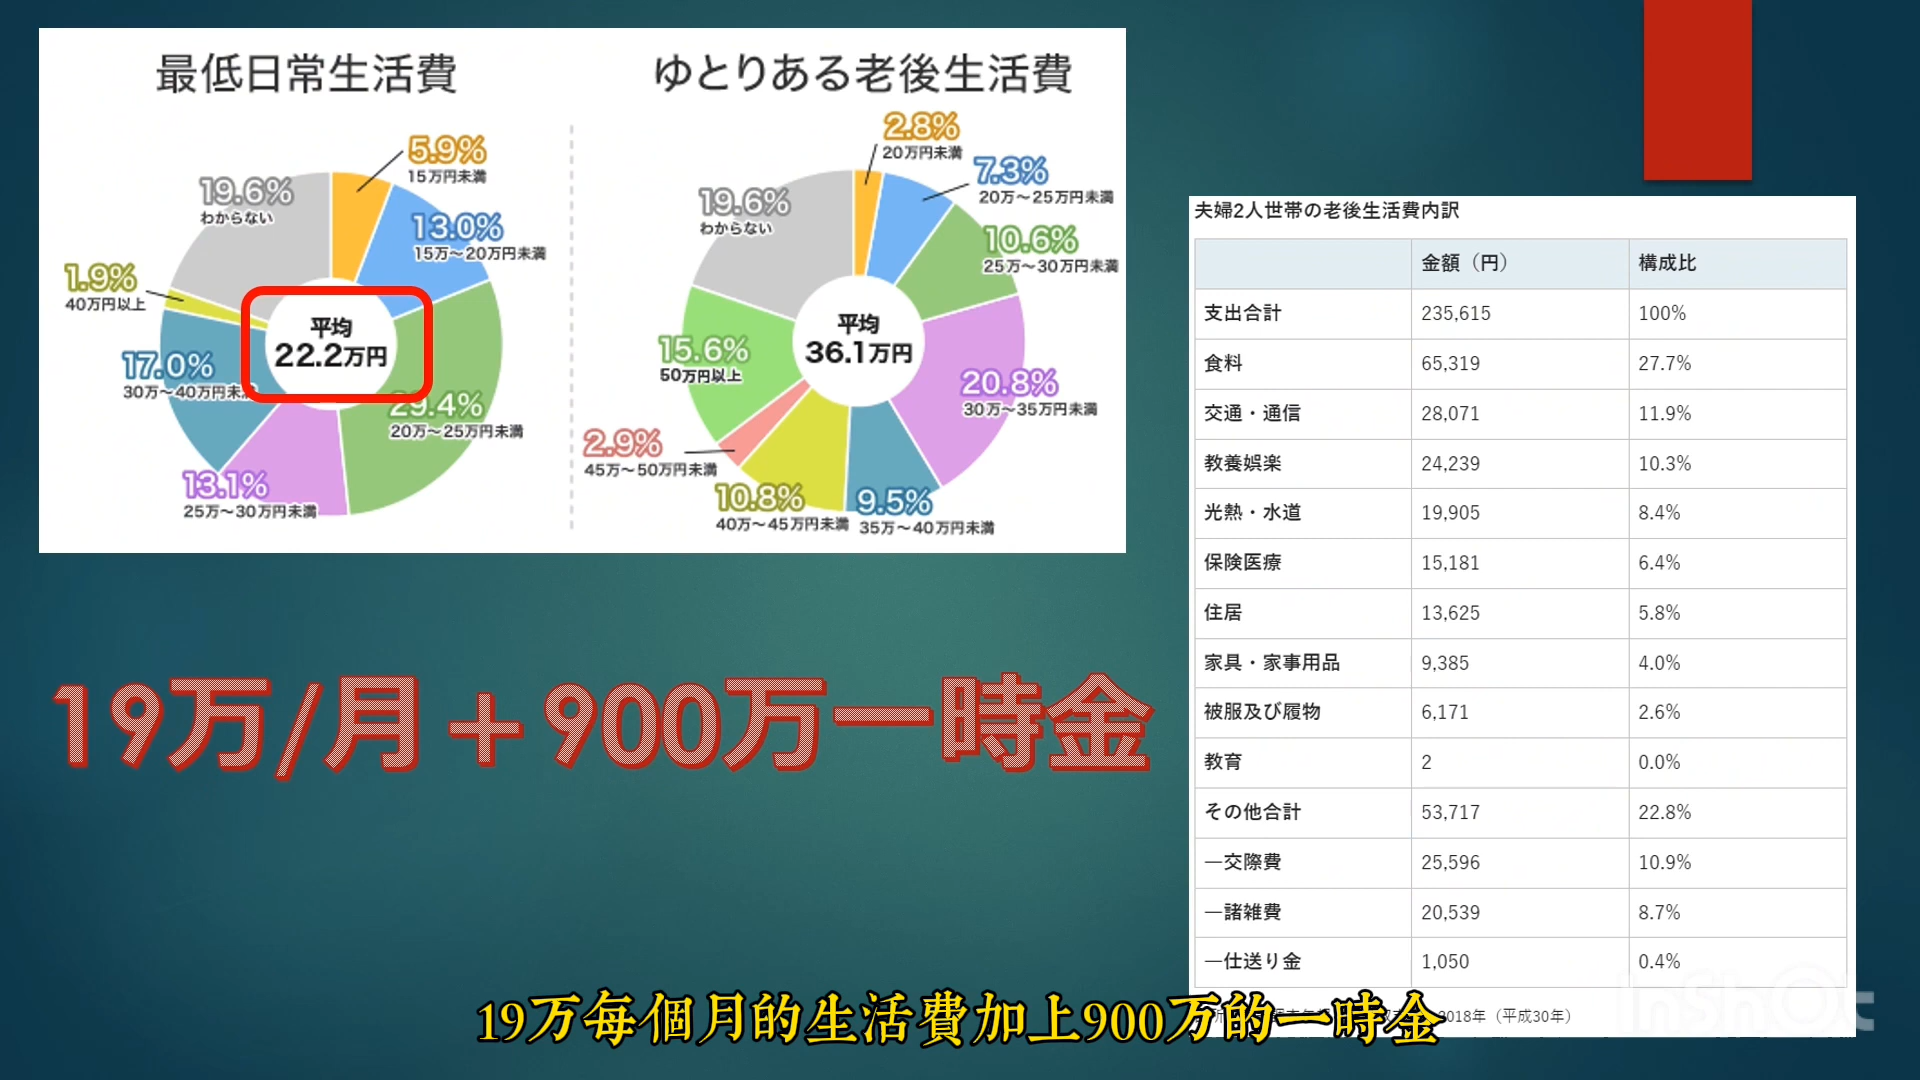 最低日常生活費
5.9%
15万円未満
13.0%
15万～20万円未満
29.4%
20万～25万円未満
13.1%
25万～30万円未満
17.0%
30万～40万円未満
1.9%
40万円以上
19.6%
わからない
平均
22.2万円
ゆとりある老後生活費
2.8%
20万円未満
7.3%
20万～25万円未満
10.6%
25万～30万円未満
20.8%
30万～35万円未満
9.5%
35万～40万円未満
10.8%
40万～45万円未満
2.9%
45万～50万円未満
15.6%
50万円以上
19.6%
わからない
平均
36.1万円
19万/月＋900万一時金
夫婦2人世帯の老後生活費内訳
金額（円） 構成比
支出合計 235,615 100%
食料 65,319 27.7%
交通・通信 28,071 11.9%
教養娯楽 24,239 10.3%
光熱・水道 19,905 8.4%
保険医療 15,181 6.4%
住居 13,625 5.8%
家具・家事用品 9,385 4.0%
被服及び履物 6,171 2.6%
教育 2 0.0%
その他合計 53,717 22.8%
―交際費 25,596 10.9%
―諸雑費 20,539 8.7%
―仕送り金 1,050 0.4%
2018年（平成30年）
InShOt
19万每個月的生活費加上900万的一時金